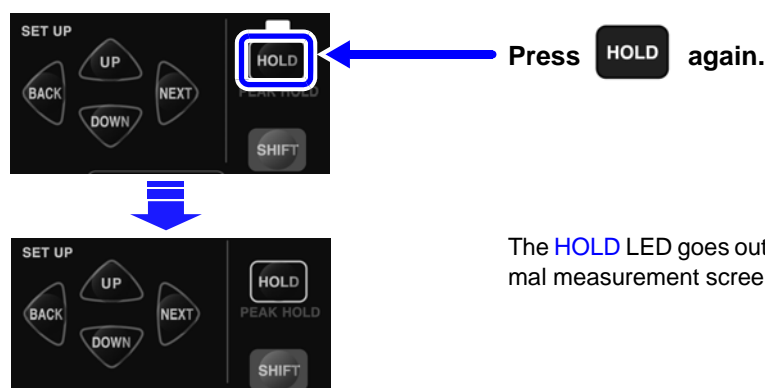 SET UP
UP
HOLD
BACK
NEXT
PEAK HOLD
DOWN
SHIFT
Press HOLD again.
SET UP
UP
HOLD
BACK
NEXT
PEAK HOLD
DOWN
SHIFT
The HOLD LED goes out
mal measurement scree